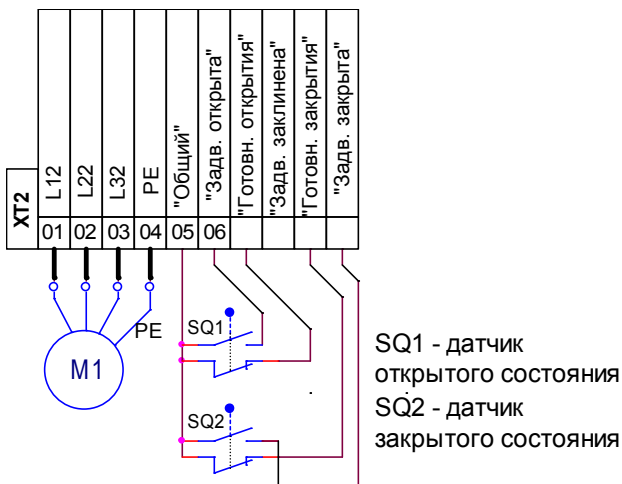 XT2
L12
L22
L32
PE
"Общий"
"Задв. открыта"
"Готовн. открытия"
"Задв. заклинена"
"Готовн. закрытия"
"Задв. закрыта"
01 02 03 04 05 06
PE
M1
SQ1
SQ2
SQ1 - датчик
открытого состояния
SQ2 - датчик
закрытого состояния